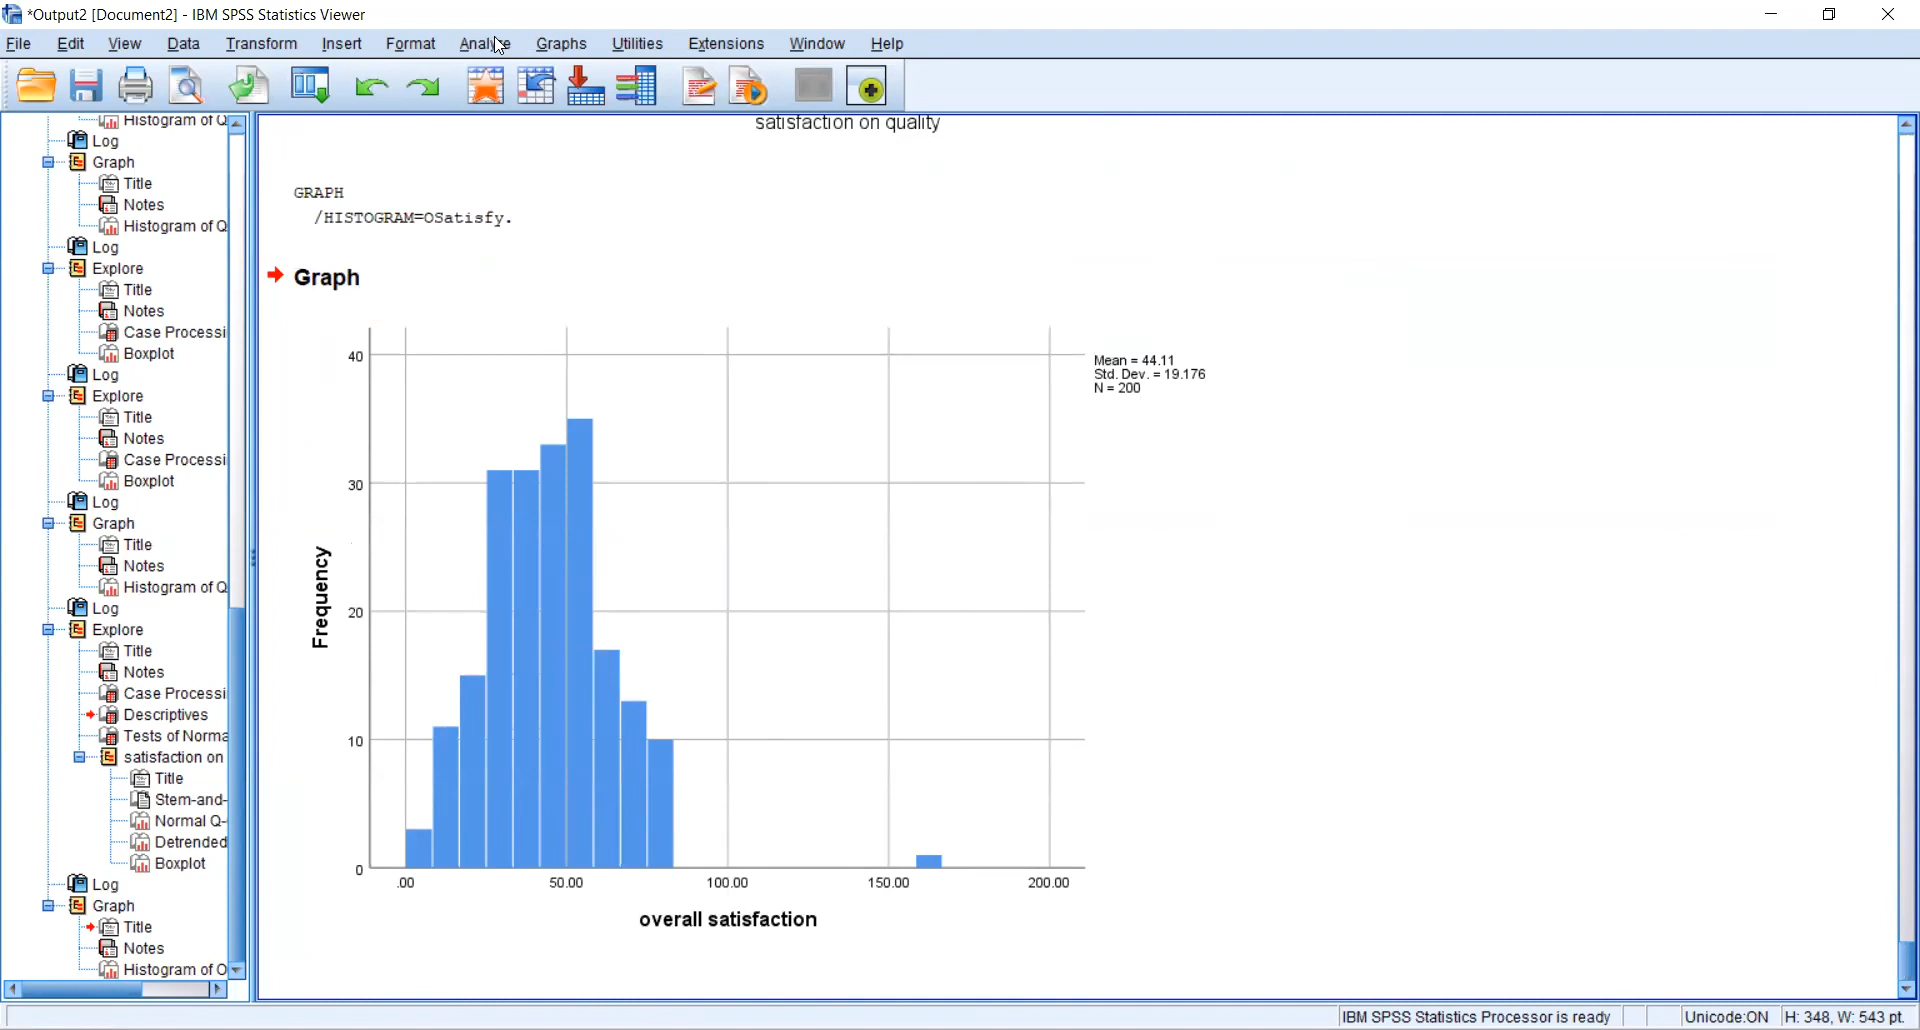 *Output2 [Document2] - IBM SPSS Statistics Viewer
File Edit View Data Transform Insert Format Analyze Graphs Utilities Extensions Window Help
Histogram of Q
Log
Graph
Title
Notes
Histogram of Q
Log
Explore
Title
Notes
Case Processi
Boxplot
Log
Explore
Title
Notes
Case Processi
Boxplot
Log
Graph
Title
Notes
Histogram of Q
Log
Explore
Title
Notes
Case Processi
Descriptives
Tests of Norma
satisfaction on
Title
Stem-and-
Normal Q-
Detrended
Boxplot
Log
Graph
Title
Notes
Histogram of O
satisfaction on quality
GRAPH
/HISTOGRAM=OSatisfy.
Graph
Mean = 44.11
Std. Dev. = 19.176
N = 200
Frequency
40
30
20
10
0
.00 50.00 100.00 150.00 200.00
overall satisfaction
IBM SPSS Statistics Processor is ready Unicode:ON H: 348, W: 543 pt.